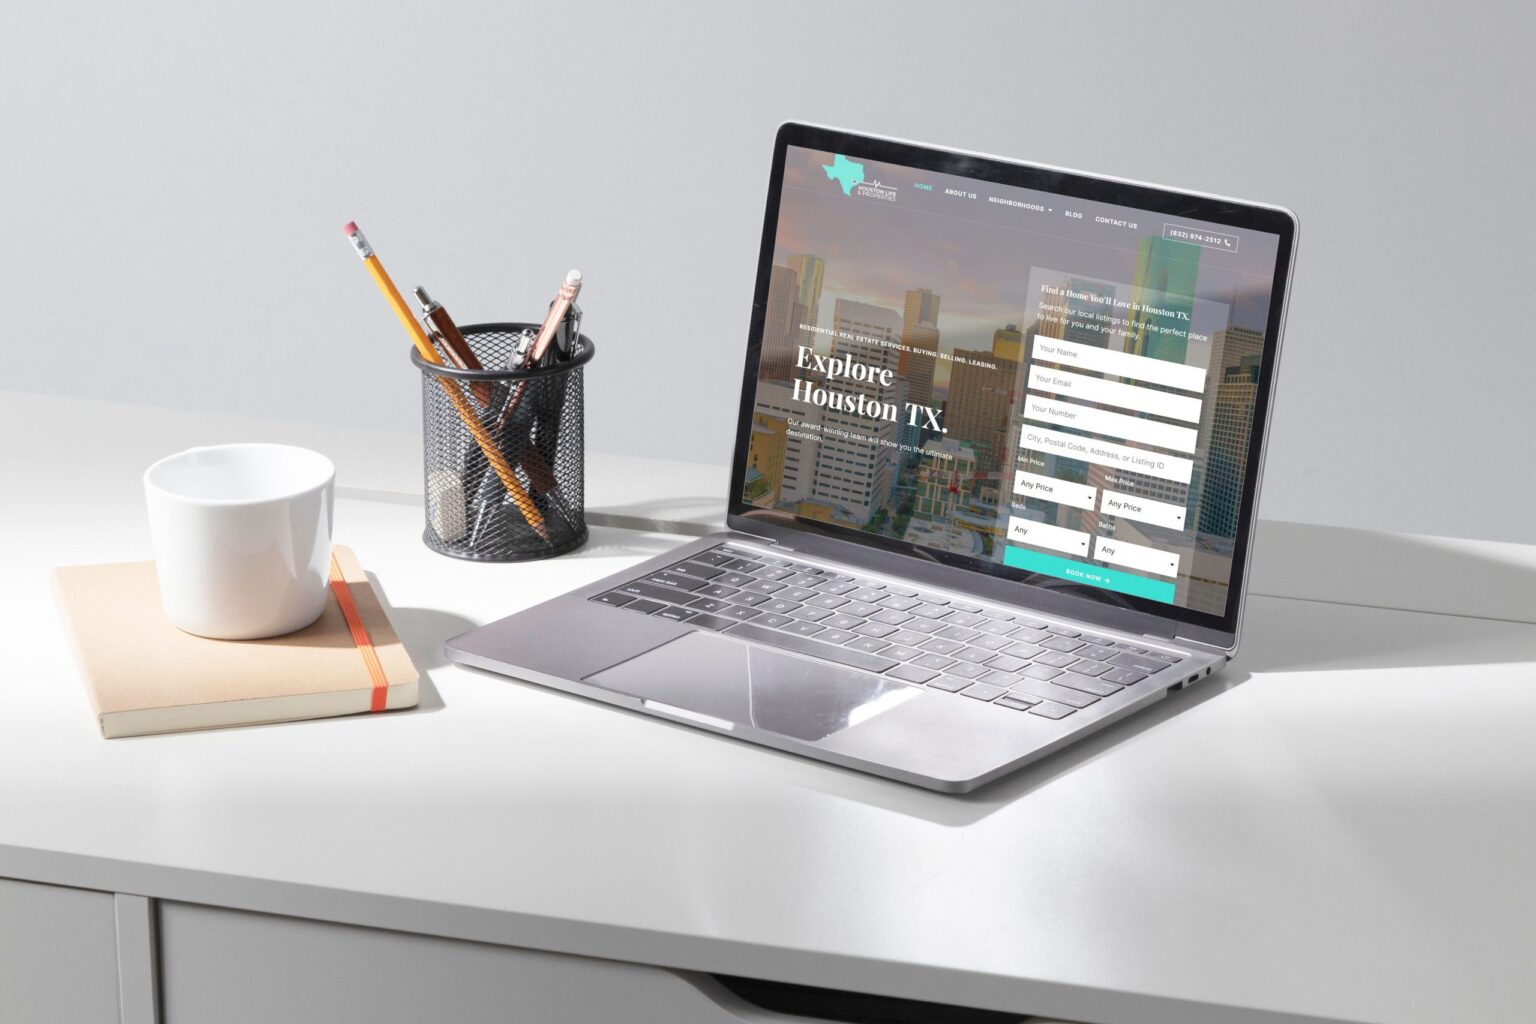 HOUSTON LIFE
& PROPERTIES
HOME
ABOUT US
NEIGHBORHOODS
BLOG
CONTACT US
(832) 974-2512
RESIDENTIAL REAL ESTATE SERVICES. BUYING. SELLING. LEASING.
Explore
Houston TX.
Our award-winning team will show you the ultimate
destination.
Find a Home You'll Love in Houston TX.
Search our local listings to find the perfect place
to live for you and your family.
Your Name
Your Email
Your Number
City, Postal Code, Address, or Listing ID
Min Price
Max Price
Any Price
Any Price
Beds
Baths
Any
Any
BOOK NOW